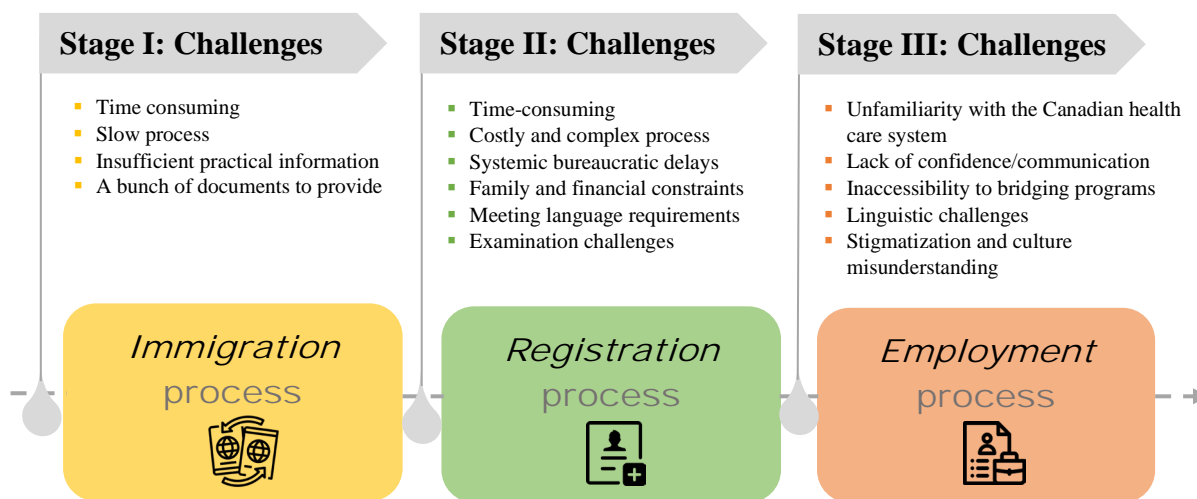 Stage I: Challenges
Time consuming
Slow process
Insufficient practical information
A bunch of documents to provide
Immigration
process
Stage II: Challenges
Time-consuming
Costly and complex process
Systemic bureaucratic delays
Family and financial constraints
Meeting language requirements
Examination challenges
Registration
process
Stage III: Challenges
Unfamiliarity with the Canadian health
care system
Lack of confidence/communication
Inaccessibility to bridging programs
Linguistic challenges
Stigmatization and culture
misunderstanding
Employment
process